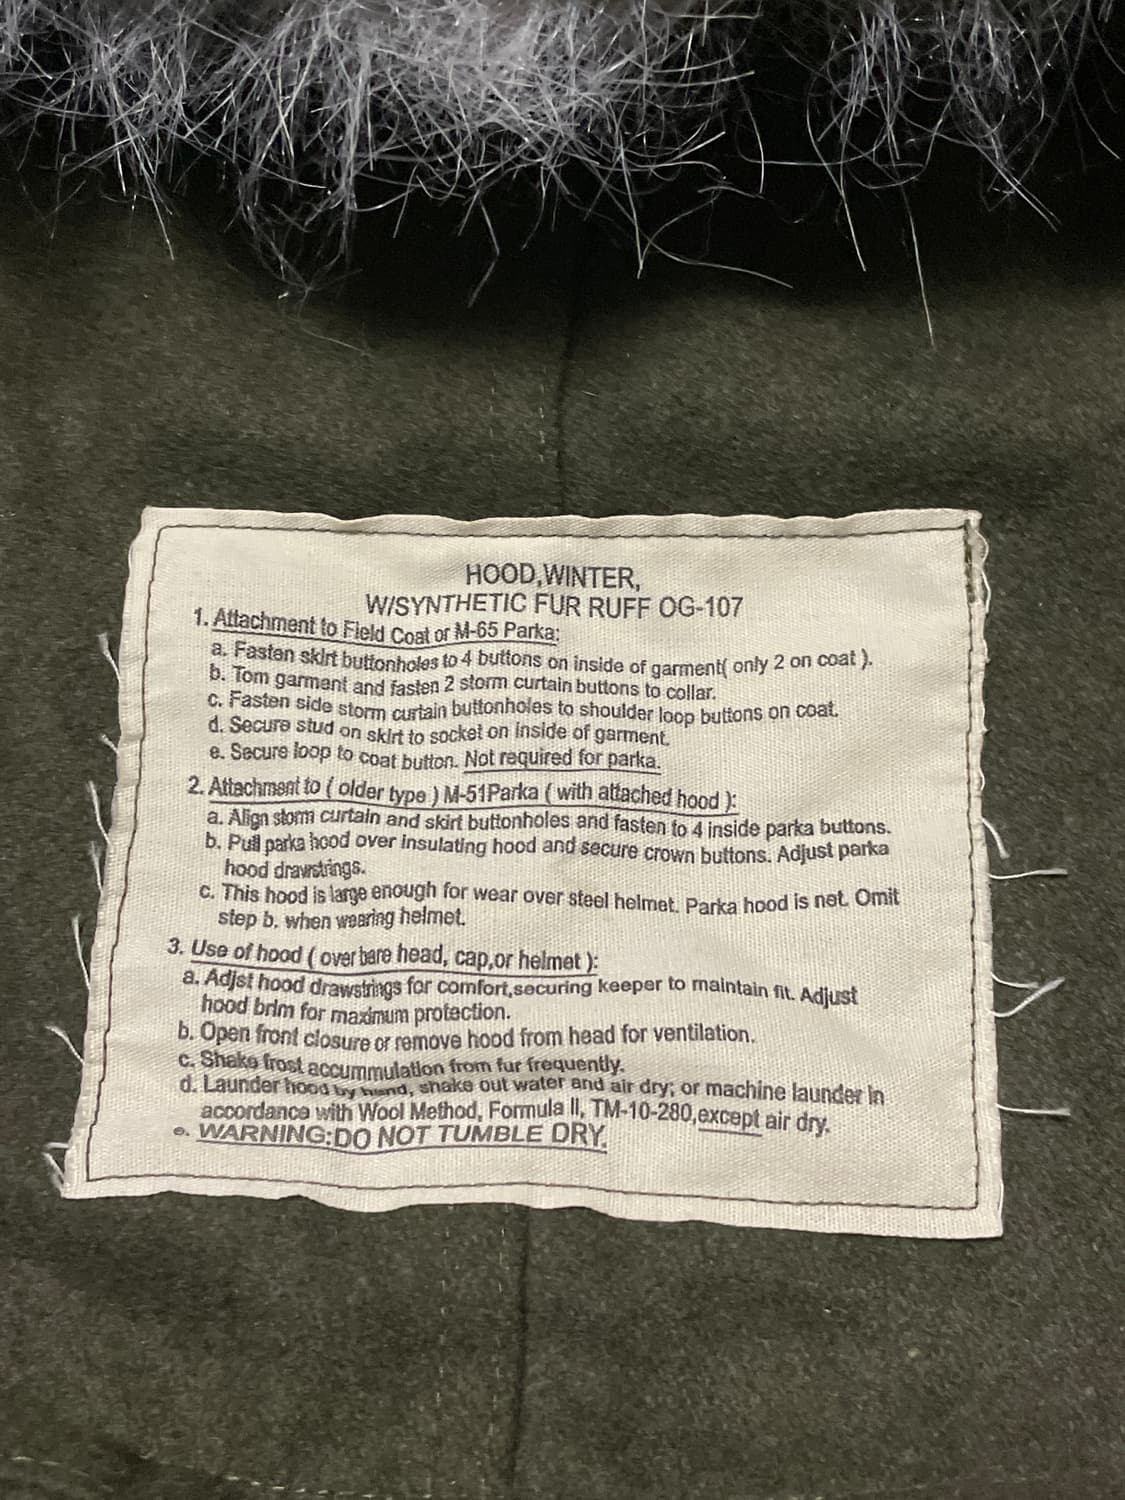 HOOD,WINTER,
W/SYNTHETIC FUR RUFF OG-107
1. Attachment to Field Coat or M-65 Parka:
a. Fasten skirt buttonholes to 4 buttons on inside of garment( only 2 on coat ).
b. Tom garment and fasten 2 storm curtain buttons to collar.
c. Fasten side storm curtain buttonholes to shoulder loop buttons on coat.
d. Secure stud on skirt to socket on inside of garment.
e. Secure loop to coat button. Not required for parka.
2. Attachment to ( older type ) M-51Parka ( with attached hood ):
a. Align storm curtain and skirt buttonholes and fasten to 4 inside parka buttons.
b. Pull parka hood over insulating hood and secure crown buttons. Adjust parka
hood drawstrings.
c. This hood is large enough for wear over steel helmet. Parka hood is net. Omit
step b. when wearing helmet.
3. Use of hood ( over bare head, cap,or helmet ):
a. Adjst hood drawstrings for comfort,securing keeper to maintain fit. Adjust
hood brim for maximum protection.
b. Open front closure or remove hood from head for ventilation.
c. Shake frost accummulation from fur frequently.
d. Launder hood by hand, shake out water and air dry; or machine launder in
accordance with Wool Method, Formula II, TM-10-280,except air dry.
e. WARNING:DO NOT TUMBLE DRY.